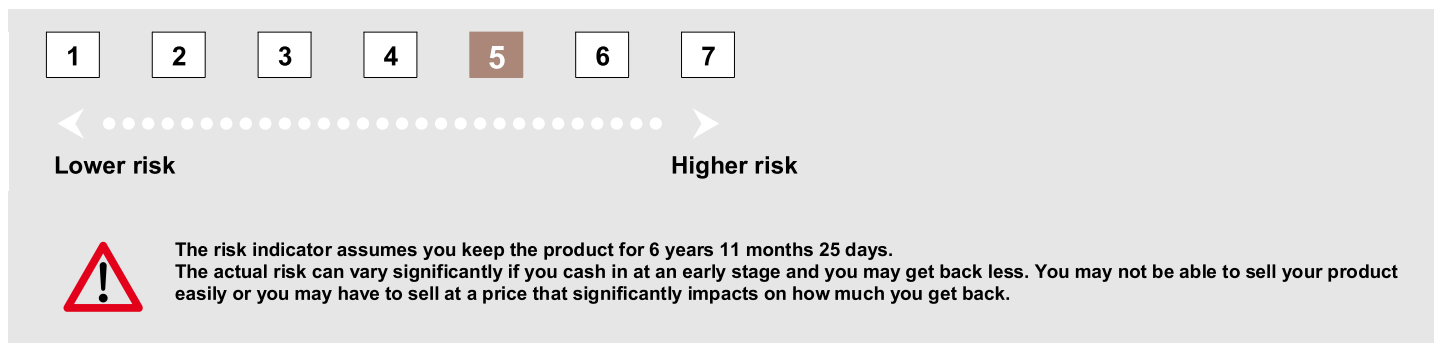 1 2 3 4 5 6 7
Lower risk Higher risk
!
The risk indicator assumes you keep the product for 6 years 11 months 25 days.
The actual risk can vary significantly if you cash in at an early stage and you may get back less. You may not be able to sell your product
easily or you may have to sell at a price that significantly impacts on how much you get back.